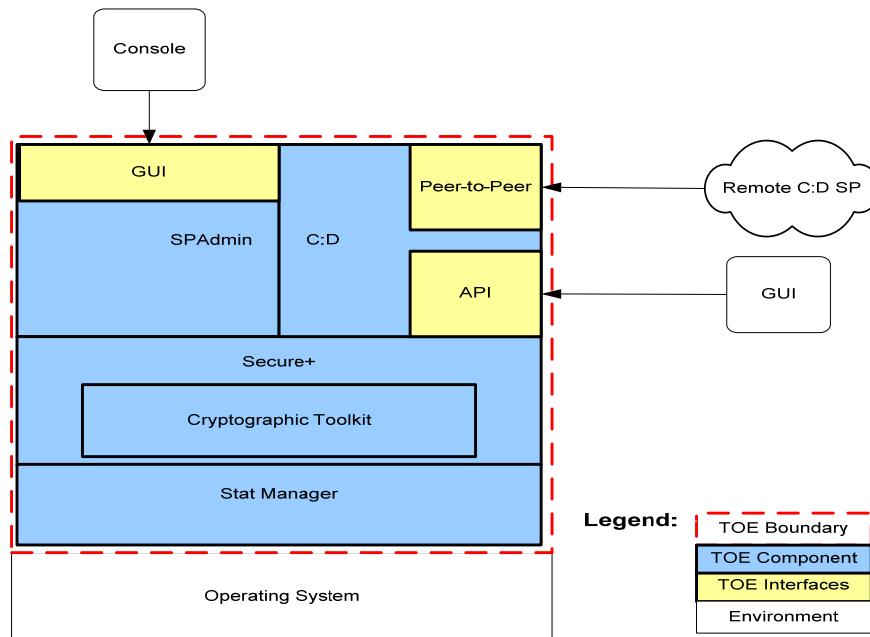 Console
GUI
Peer-to-Peer
Remote C:D SP
SPAdmin
C:D
API
GUI
Secure+
Cryptographic Toolkit
Stat Manager
Legend:
TOE Boundary
TOE Component
TOE Interfaces
Environment
Operating System